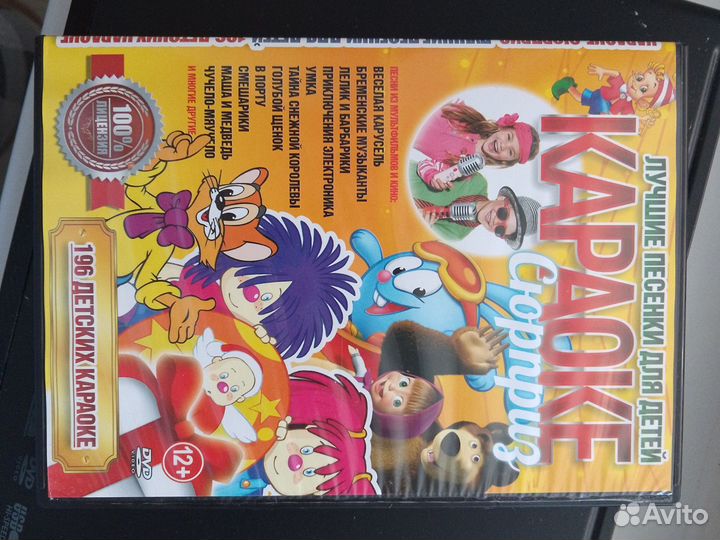 ЛУЧШИЕ ПЕСЕНКИ ДЛЯ ДЕТЕЙ
КАРАОКЕ
Сюрприз
ПЕСНИ ИЗ МУЛЬТФИЛЬМОВ И КИНО:
ВЕСЕЛАЯ КАРУСЕЛЬ
БРЕМЕНСКИЕ МУЗЫКАНТЫ
ЛЕЛИК И БАРБАРИКИ
ПРИКЛЮЧЕНИЯ ЭЛЕКТРОНИКА
УМКА
ТАЙНА СНЕЖНОЙ КОРОЛЕВЫ
ГОЛУБОЙ ЩЕНОК
В ПОРТУ
СМЕШАРИКИ
МАША И МЕДВЕДЬ
ЧУЧЕЛО-МЯУЧЕЛО
И МНОГИЕ ДРУГИЕ
100%
ЛИЦЕНЗИЯ
196 ДЕТСКИХ КАРАОКЕ
DVD
VIDEO
12+
Avito